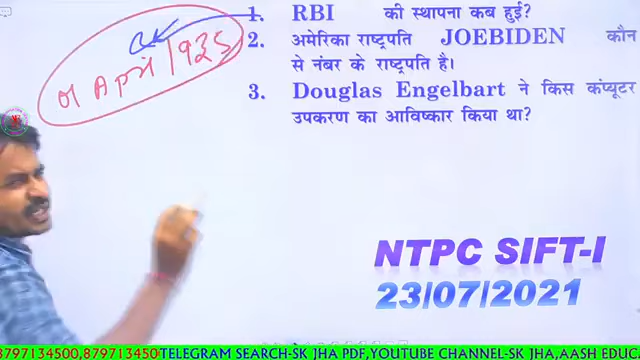 1. RBI की स्थापना कब हुई?
01 April 1935
2. अमेरिका राष्ट्रपति JOEBIDEN कौन
से नंबर के राष्ट्रपति है।
3. Douglas Engelbart ने किस कंप्यूटर
उपकरण का आविष्कार किया था?
NTPC SIFT-I
23/07/2021
8797134500,879713450 TELEGRAM SEARCH-SK JHA PDF,YOUTUBE CHANNEL-SK JHA,AASH EDUC